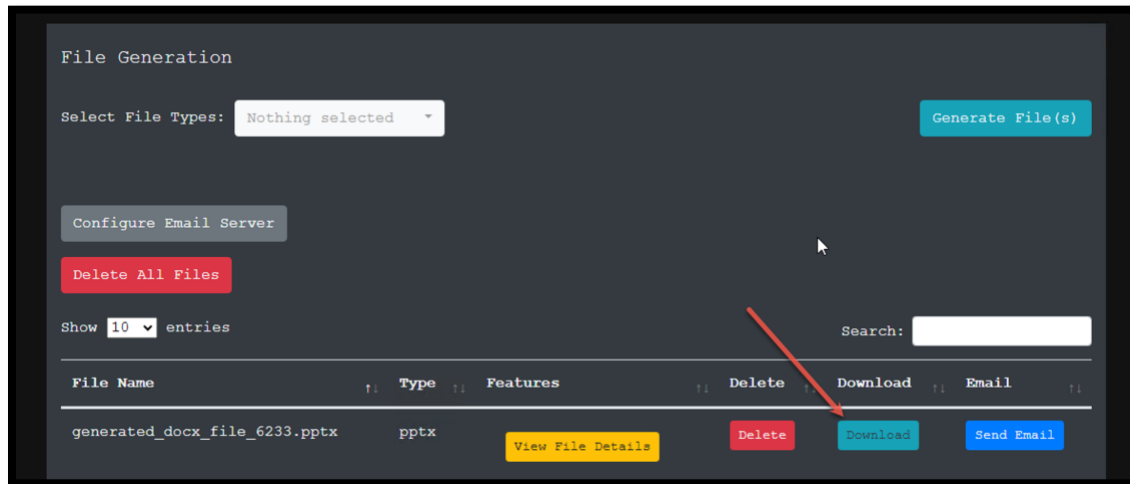 File Generation
Select File Types: Nothing selected Generate File(s)
Configure Email Server
Delete All Files
Show 10 entries Search:
File Name Type Features Delete Download Email
generated_docx_file_6233.pptx pptx View File Details Delete Download Send Email